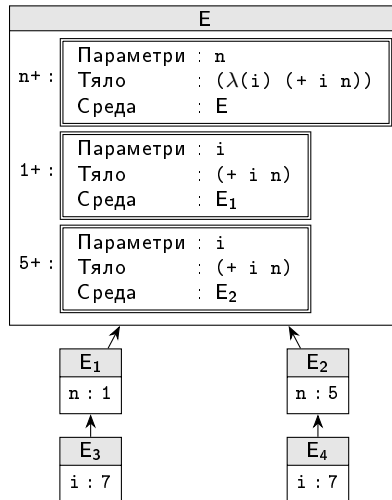 E
n+ :
Параметри : n
Тяло : (λ(i) (+ i n))
Среда : E
1+ :
Параметри : i
Тяло : (+ i n)
Среда : E₁
5+ :
Параметри : i
Тяло : (+ i n)
Среда : E₂
E₁
n : 1
E₂
n : 5
E₃
i : 7
E₄
i : 7